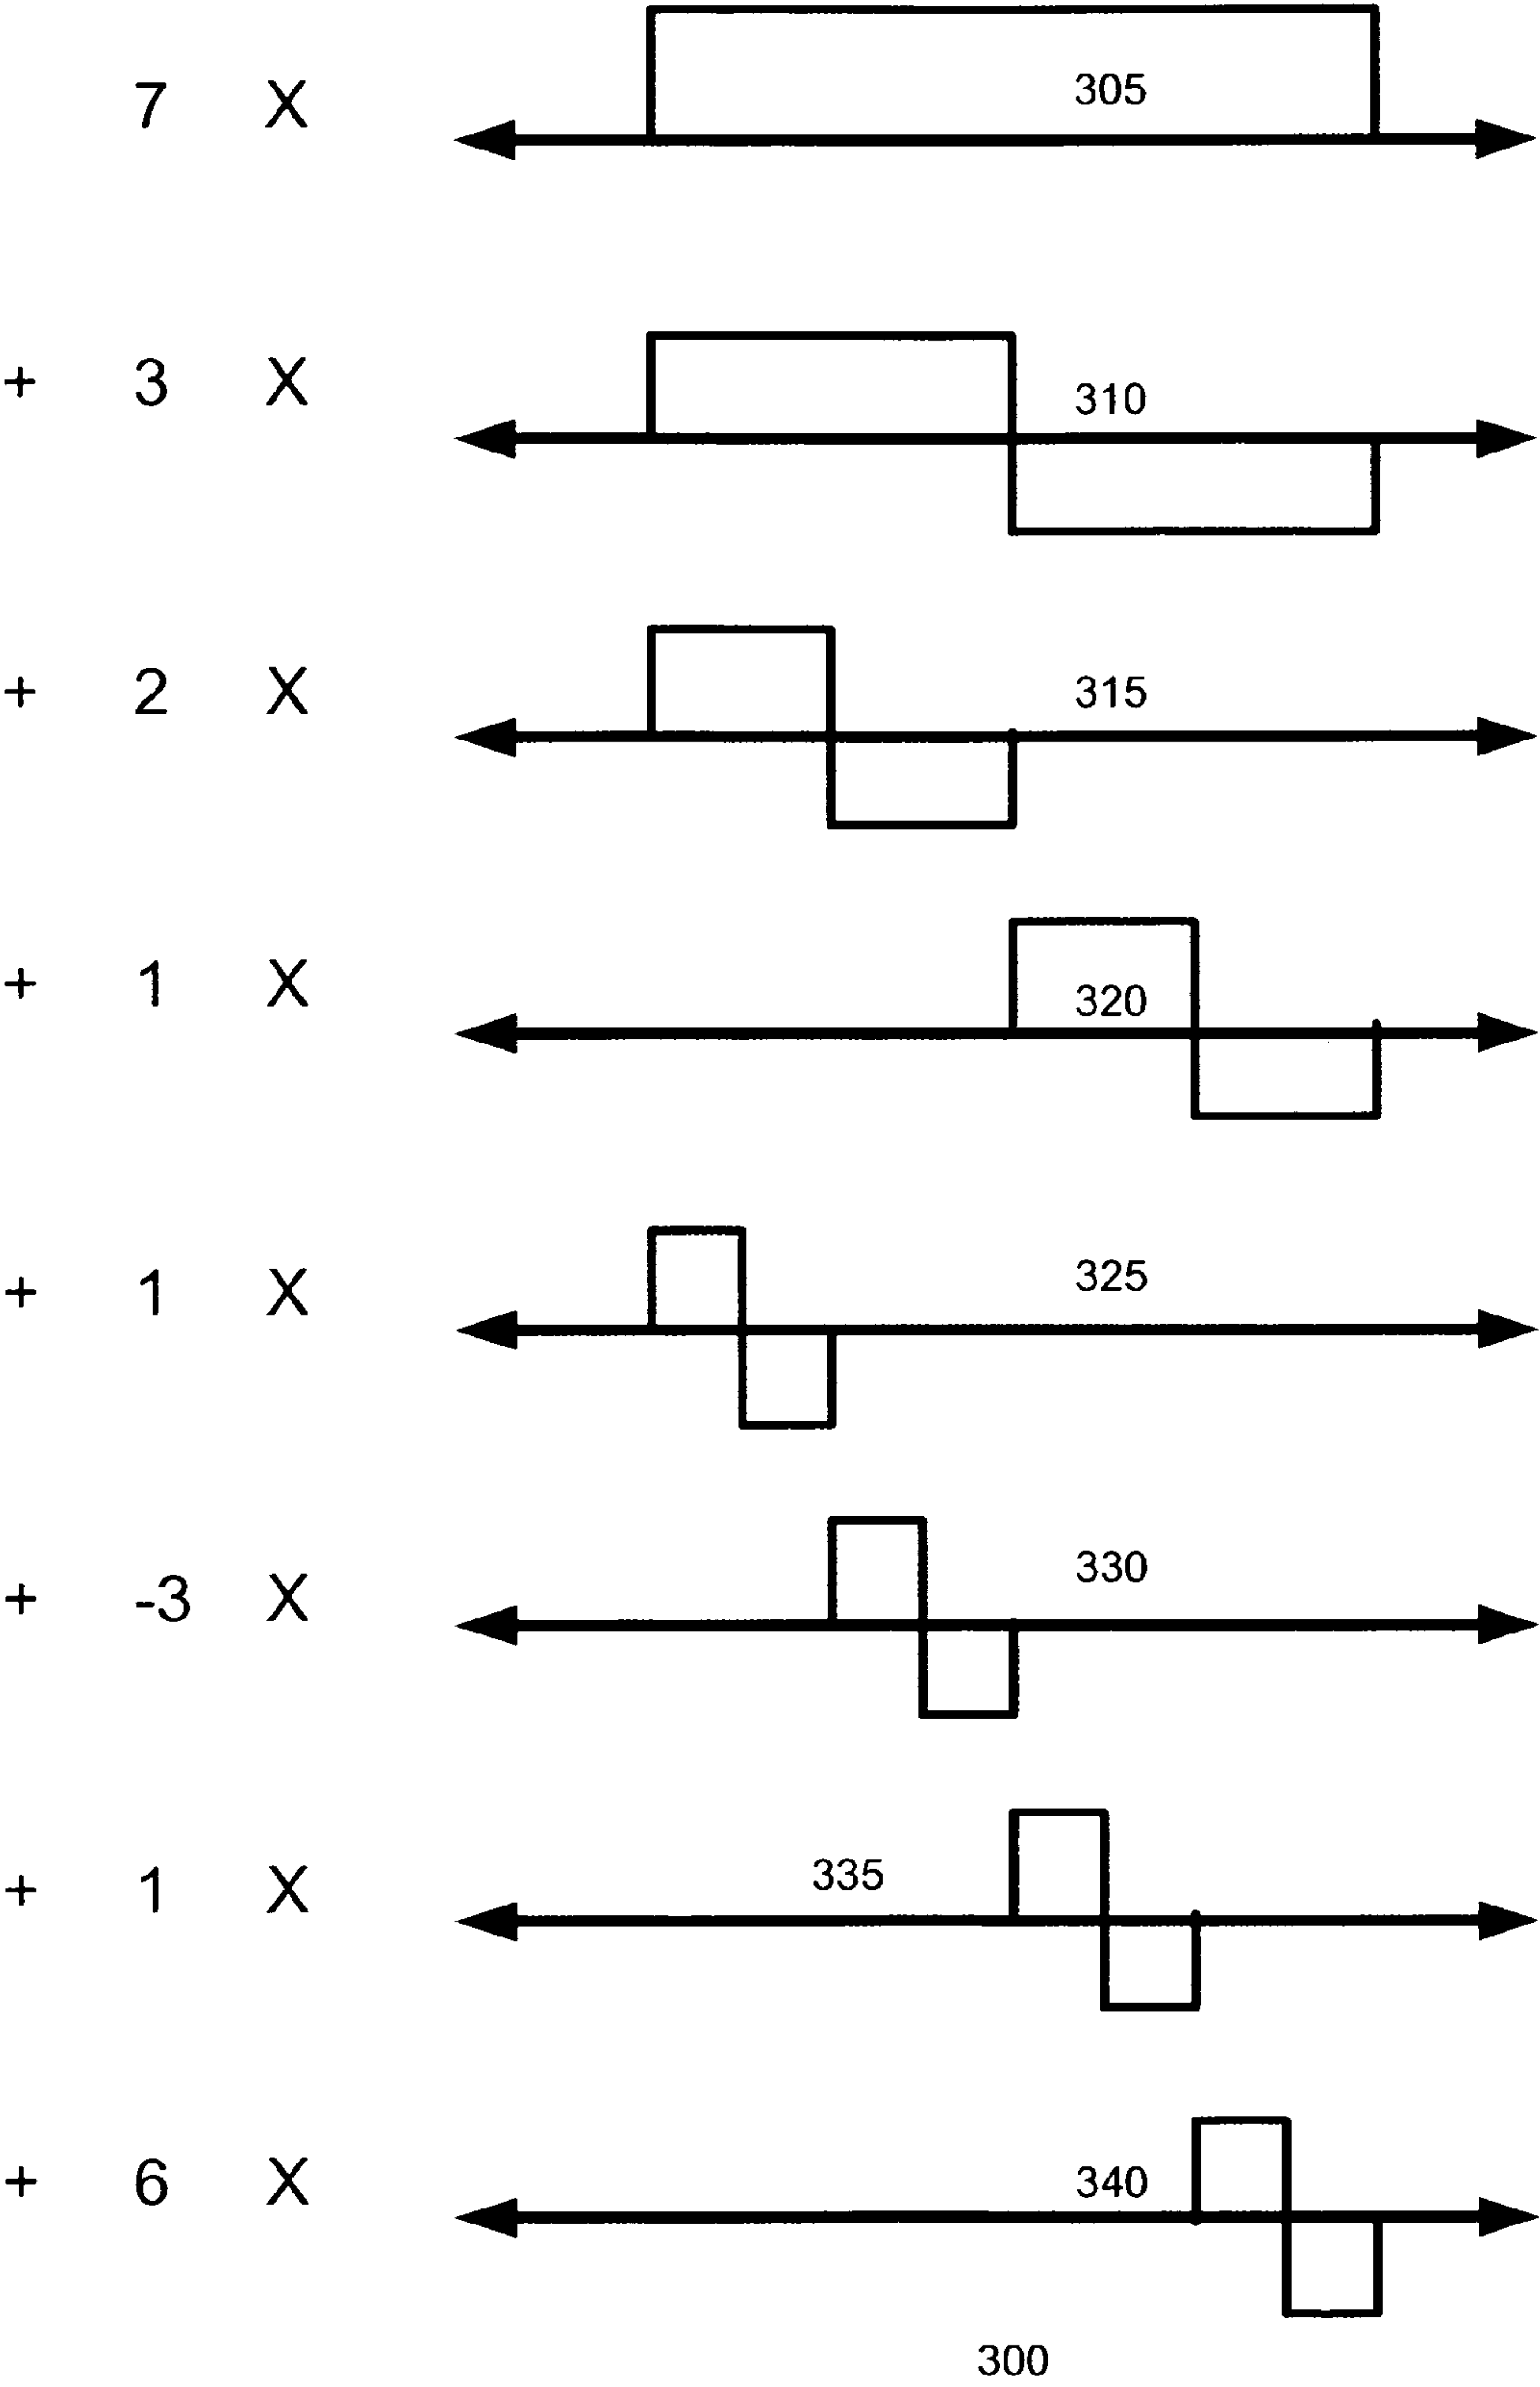 7 X 305
+ 3 X 310
+ 2 X 315
+ 1 X 320
+ 1 X 325
+ -3 X 330
+ 1 X 335
+ 6 X 340
300